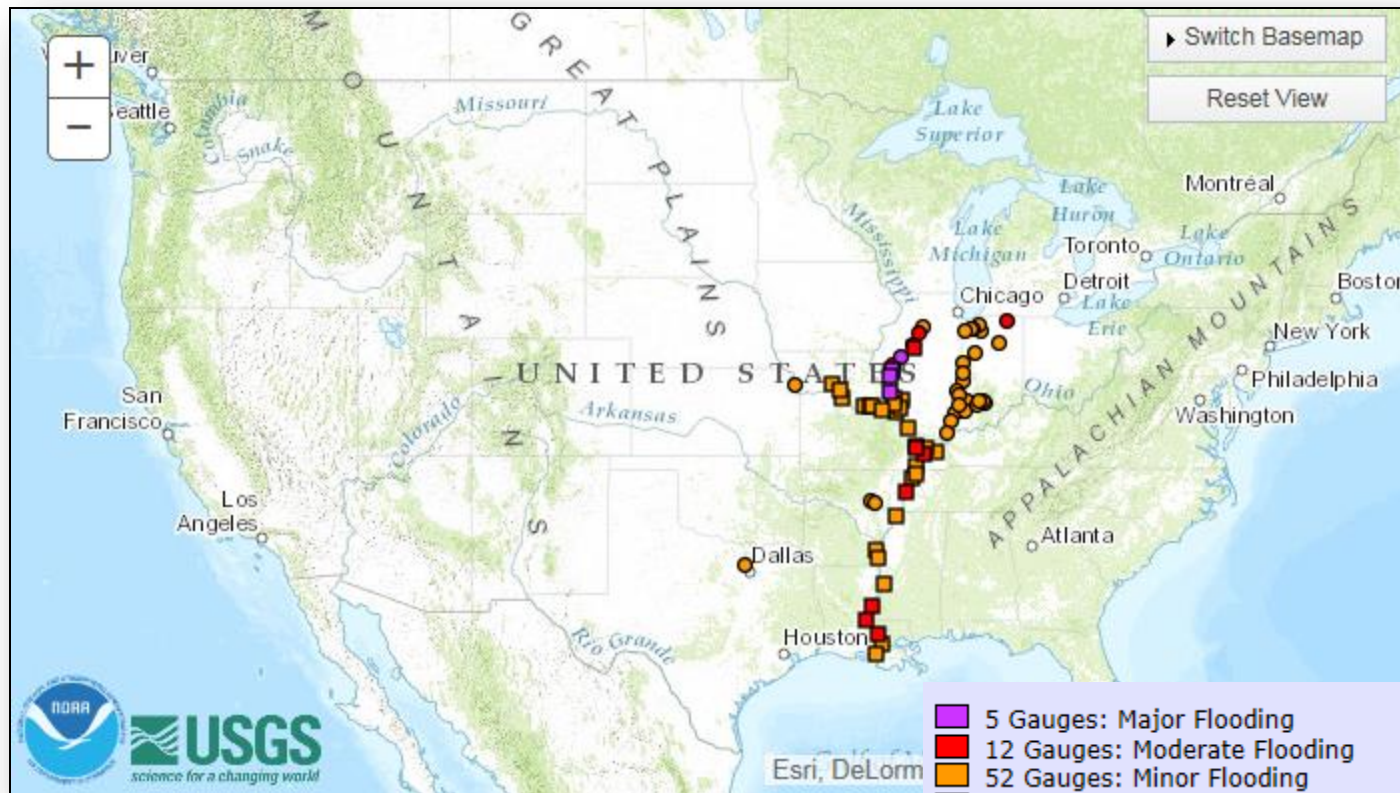 Switch Basemap
Reset View
+
−
uver
Seattle
Columbia
Snake
Missouri
GREAT PLAINS
M O U N T A I N S
Lake
Superior
Mississippi
Lake
Michigan
Lake
Huron
Montréal
Toronto
Lake
Ontario
Detroit
Lake
Erie
Chicago
Boston
New York
Philadelphia
Washington
APPALACHIAN MOUNTAINS
UNITED STATES
Ohio
San
Francisco
Colorado
Arkansas
Los
Angeles
Atlanta
Dallas
Houston
Rio Grande
NOAA
USGS
science for a changing world
Esri, DeLorm
5 Gauges: Major Flooding
12 Gauges: Moderate Flooding
52 Gauges: Minor Flooding